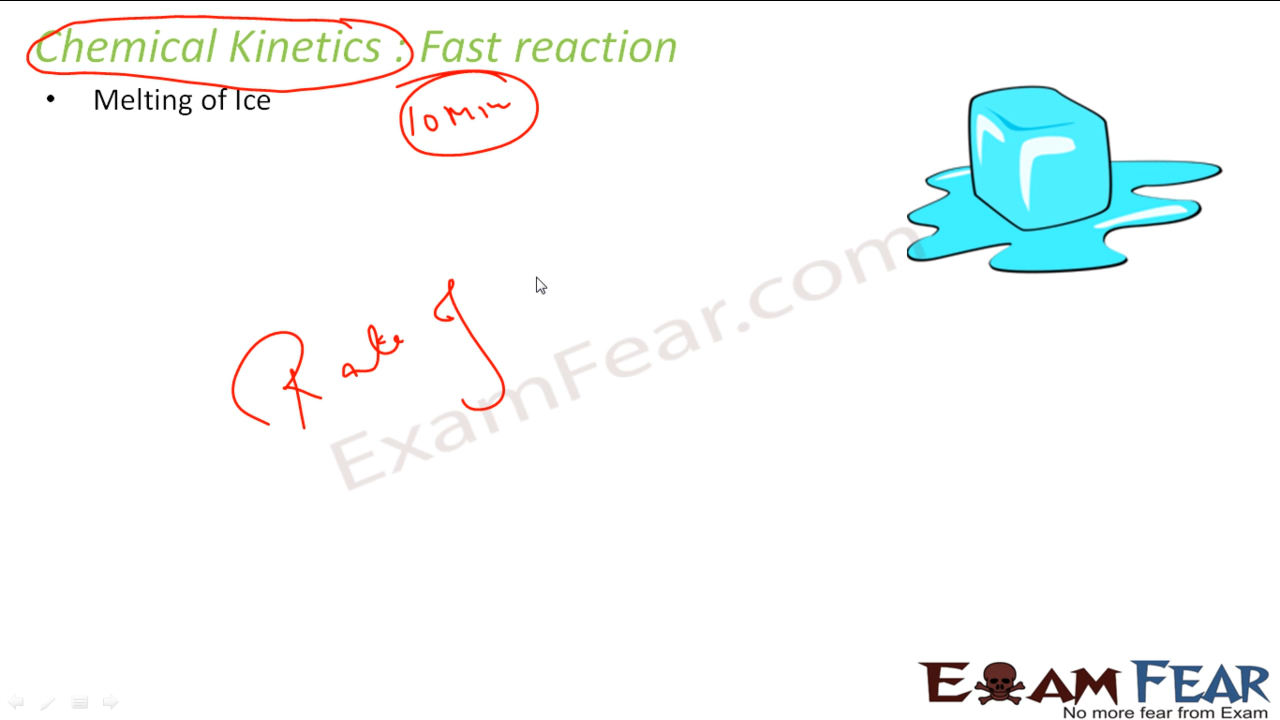 Chemical Kinetics : Fast reaction
• Melting of Ice
10 Min
Rate of
ExamFear.com
EXAM FEAR
No more fear from Exam